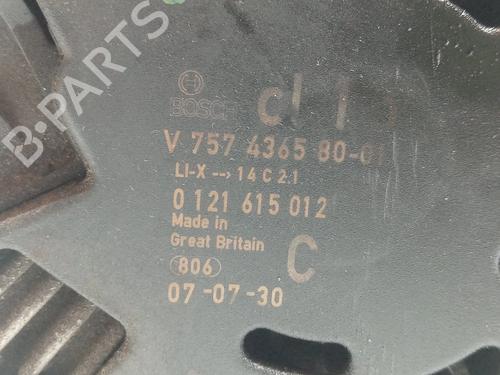 BOSCH
V 757 4365 80-01
LI-X --> 14 C 2.1
0 121 615 012
Made in
Great Britain
C
806
07-07-30
B-PARTS